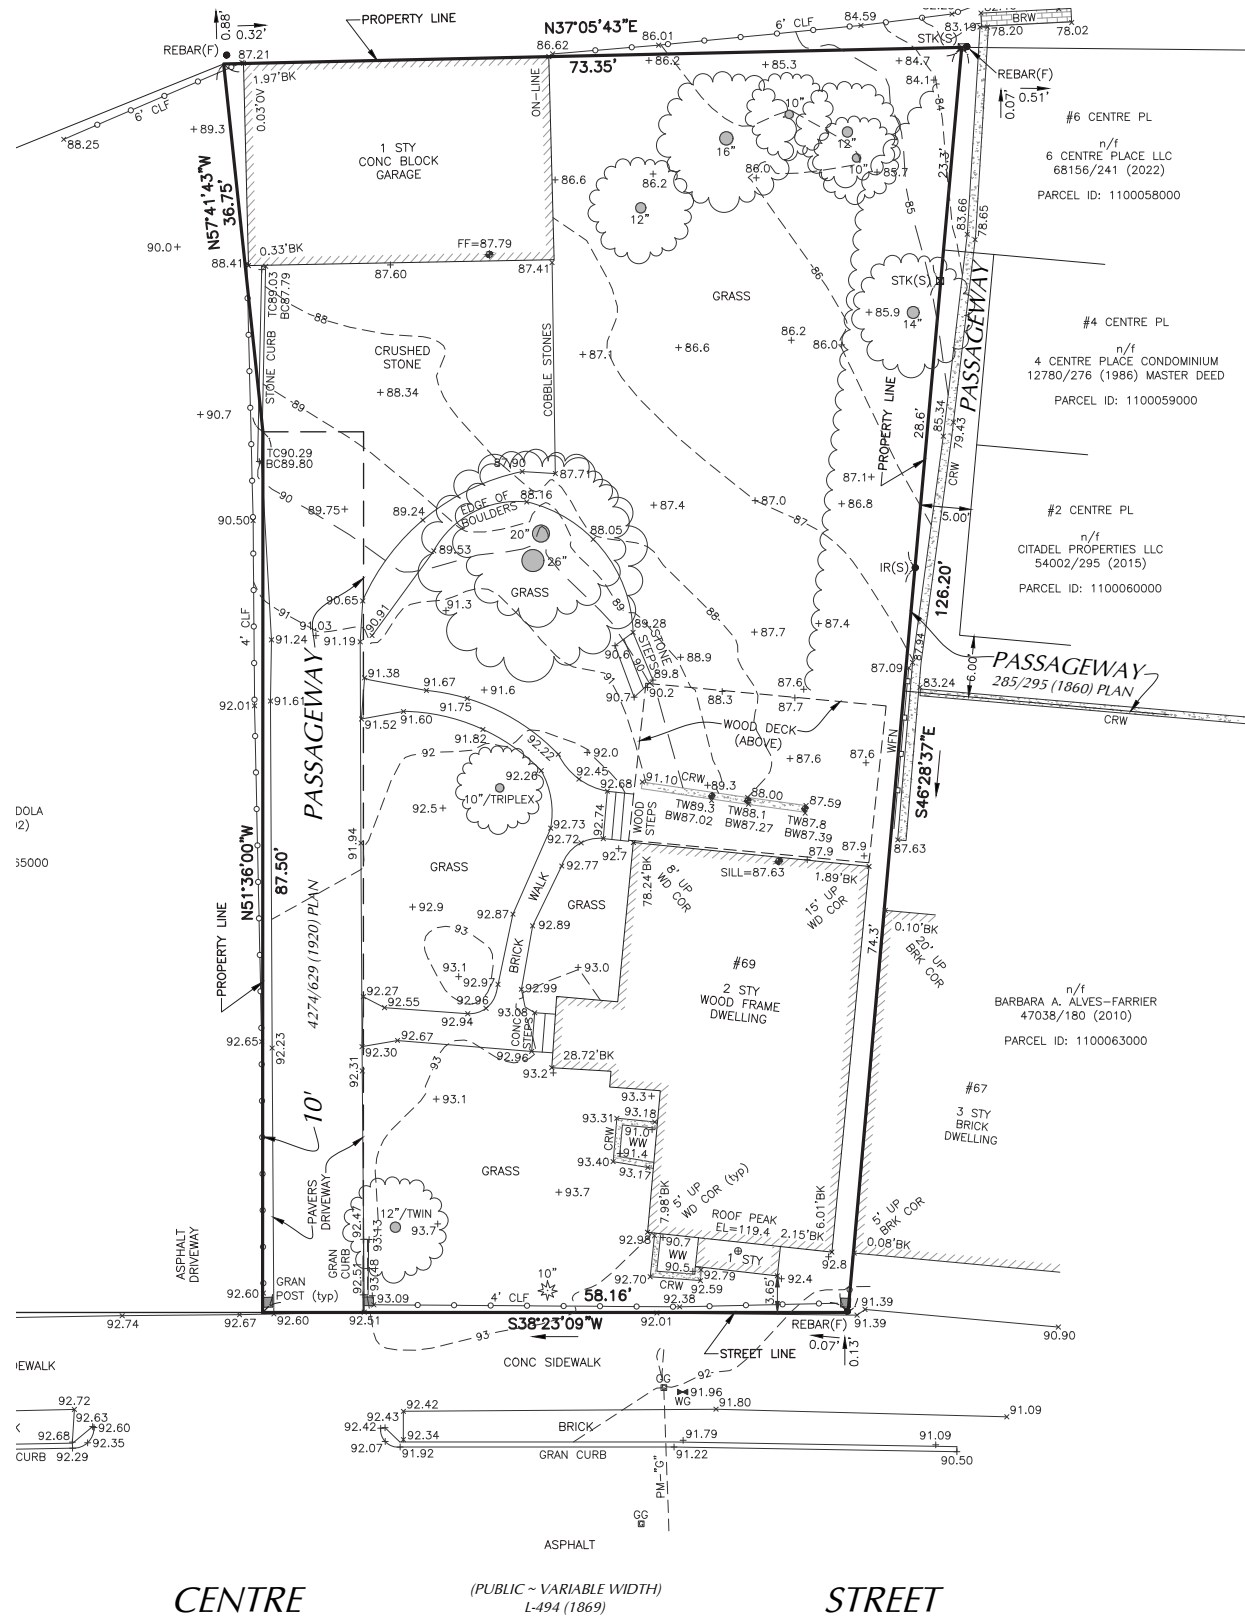 PROPERTY LINE
N37°05'43"E
73.35'
0.88'
0.32'
REBAR(F)
87.21
86.62
86.01
6' CLF
84.59
83.19
BRW
78.20
78.02
STK(S)
+86.2
+85.3
+84.7
84.1+
REBAR(F)
0.07'
0.51'
1.97'BK
0.03'OV
ON-LINE
6' CLF
88.25
+89.3
1 STY
CONC BLOCK
GARAGE
16"
10"
12"
10"
12"
84
23.3'
#6 CENTRE PL
n/f
6 CENTRE PLACE LLC
68156/241 (2022)
PARCEL ID: 1100058000
N57°41'43"W
36.75'
+86.6
86.2
86.0
85.7
85
83.66
78.65
90.0+
88.41
0.33'BK
FF=87.79
87.60
87.41
86
STK(S)
PASSAGEWAY
TC89.03
BC87.79
STONE CURB
88
GRASS
+85.9
14"
CRUSHED
STONE
COBBLE STONES
86.2
86.0
+87.1
+86.6
#4 CENTRE PL
n/f
4 CENTRE PLACE CONDOMINIUM
12780/276 (1986) MASTER DEED
PARCEL ID: 1100059000
+88.34
89
+90.7
PROPERTY LINE
28.6'
85.34
79.43
CRW
TC90.29
BC89.80
90
87.90
87.71
88.16
EDGE OF
BOULDERS
87.1+
+87.4
+87.0
+86.8
87
5.00'
89.75+
89.24
90.50
20"
26"
88.05
89.53
GRASS
#2 CENTRE PL
n/f
CITADEL PROPERTIES LLC
54002/295 (2015)
PARCEL ID: 1100060000
IR(S)
126.20'
90.65
91
91.03
91.24
91.19
90.91
91.3
4' CLF
89
88
89.28
STONE
STEPS
90.6
90
+87.7
+87.4
+88.9
87.94
87.09
6.00'
PASSAGEWAY
285/295 (1860) PLAN
91.38
91.67
91.75
+91.6
91
90.7
89.8
90.2
88.3
87.6
87.7
83.24
CRW
92.01
91.61
91.52
91.60
91.82
92
92.22
+92.0
WOOD DECK
(ABOVE)
+87.6
87.6
WFN
S46°28'37"E
PASSAGEWAY
92.26
92.45
92.68
91.10
CRW
+89.3
88.00
87.59
10"/TRIPLEX
92.5+
TW89.3
BW87.02
TW88.1
BW87.27
TW87.8
BW87.39
92.74
WOOD
STEPS
92.73
92.72
92.7
87.9
87.9
87.63
91.94
GRASS
92.77
78.24'BK
8' UP
WD COR
SILL=87.63
1.89'BK
15' UP
WD COR
N51°36'00"W
87.50'
WALK
GRASS
+92.9
92.87
92.89
93
74.3'
0.10'BK
20' UP
BRK COR
4274/629 (1920) PLAN
PROPERTY LINE
BRICK
93.1
92.97
+93.0
92.99
#69
2 STY
WOOD FRAME
DWELLING
n/f
BARBARA A. ALVES-FARRIER
47038/180 (2010)
PARCEL ID: 1100063000
92.27
92.55
92.96
92.94
93.08
CONC
STEPS
92.65
92.23
92.67
92.30
92.31
93
92.96
93.2
28.72'BK
10'
+93.1
93.3+
93.31
93.18
91.0
WW
91.4
CRW
93.40
93.17
#67
3 STY
BRICK
DWELLING
GRASS
+93.7
PAVERS
DRIVEWAY
12"/TWIN
93.7
92.47
93.13
ASPHALT
DRIVEWAY
7.98'BK
5' UP
WD COR (typ)
ROOF PEAK
EL=119.4
6.01'BK
2.15'BK
5' UP
BRK COR
0.08'BK
92.98
90.7
WW
90.5
1 STY
92.8
GRAN
CURB
92.51
93.48
92.60
GRAN
POST (typ)
92.70
92.79
CRW
92.59
+92.4
3.65'
10"
4' CLF
58.16'
93.09
92.38
91.39
92.74
92.67
92.60
92.51
93
S38°23'09"W
92.01
REBAR(F)
91.39
90.90
0.07'
0.13'
STREET LINE
CONC SIDEWALK
92
GG
91.96
WG
92.72
92.63
92.60
92.68
92.35
92.29
92.42
92.43
92.42
92.34
92.07
91.92
BRICK
GRAN CURB
91.80
91.79
91.22
91.09
91.09
90.50
PM-"G"
GG
ASPHALT
CENTRE
(PUBLIC ~ VARIABLE WIDTH)
L-494 (1869)
STREET